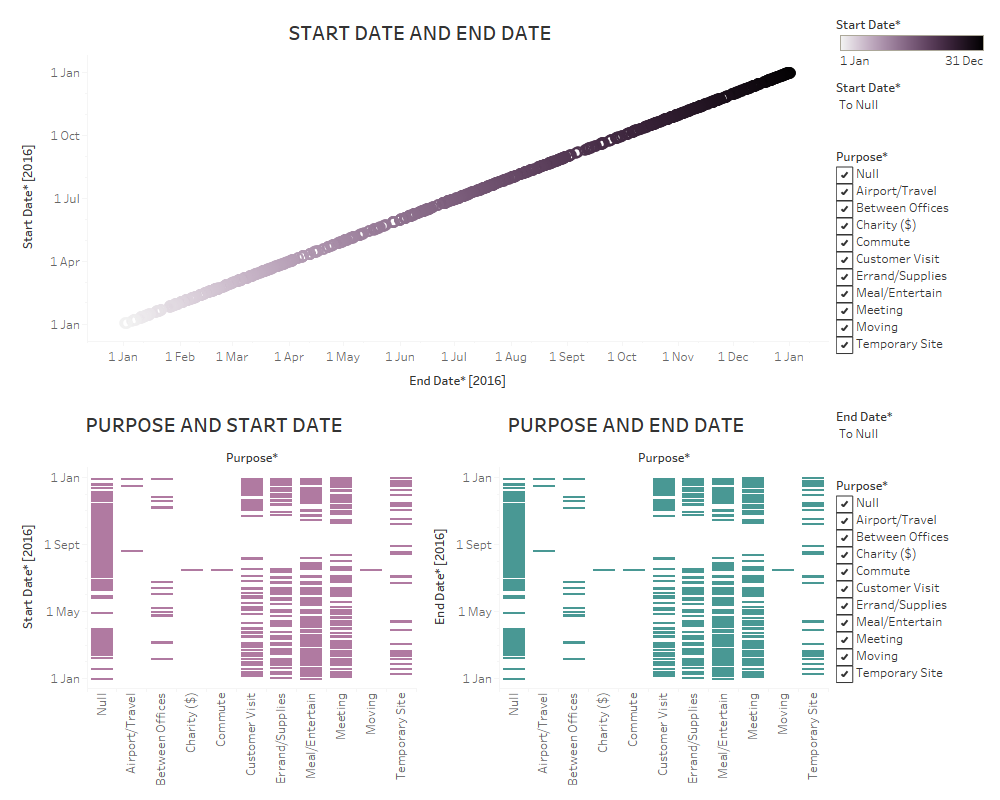 START DATE AND END DATE
Start Date* [2016]
1 Jan
1 Oct
1 Jul
1 Apr
1 Jan
1 Jan
1 Feb
1 Mar
1 Apr
1 May
1 Jun
1 Jul
1 Aug
1 Sept
1 Oct
1 Nov
1 Dec
1 Jan
End Date* [2016]
Start Date*
1 Jan
31 Dec
Start Date*
To Null
Purpose*
Null
Airport/Travel
Between Offices
Charity ($)
Commute
Customer Visit
Errand/Supplies
Meal/Entertain
Meeting
Moving
Temporary Site
PURPOSE AND START DATE
Purpose*
Start Date* [2016]
1 Jan
1 Sept
1 May
1 Jan
Null
Airport/Travel
Between Offices
Charity ($)
Commute
Customer Visit
Errand/Supplies
Meal/Entertain
Meeting
Moving
Temporary Site
PURPOSE AND END DATE
Purpose*
End Date* [2016]
1 Jan
1 Sept
1 May
1 Jan
Null
Airport/Travel
Between Offices
Charity ($)
Commute
Customer Visit
Errand/Supplies
Meal/Entertain
Meeting
Moving
Temporary Site
End Date*
To Null
Purpose*
Null
Airport/Travel
Between Offices
Charity ($)
Commute
Customer Visit
Errand/Supplies
Meal/Entertain
Meeting
Moving
Temporary Site